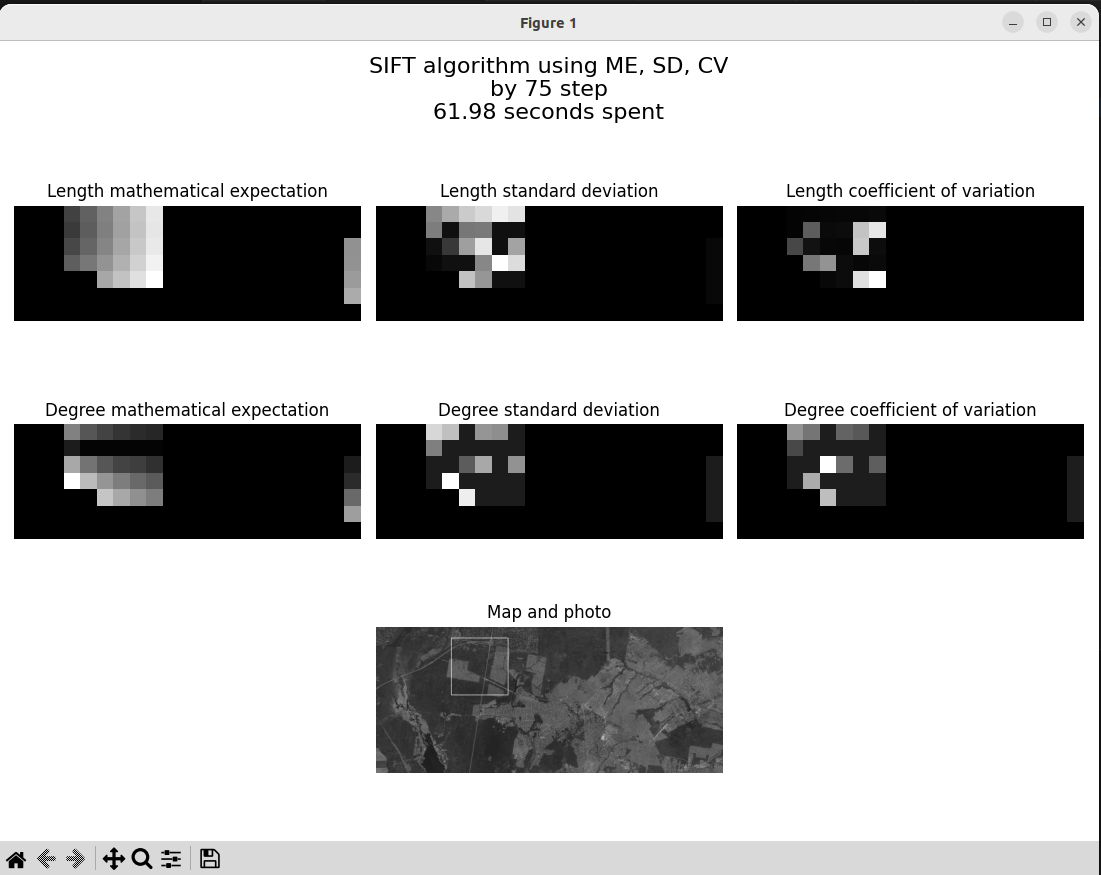 Figure 1
SIFT algorithm using ME, SD, CV
by 75 step
61.98 seconds spent
Length mathematical expectation
Length standard deviation
Length coefficient of variation
Degree mathematical expectation
Degree standard deviation
Degree coefficient of variation
Map and photo